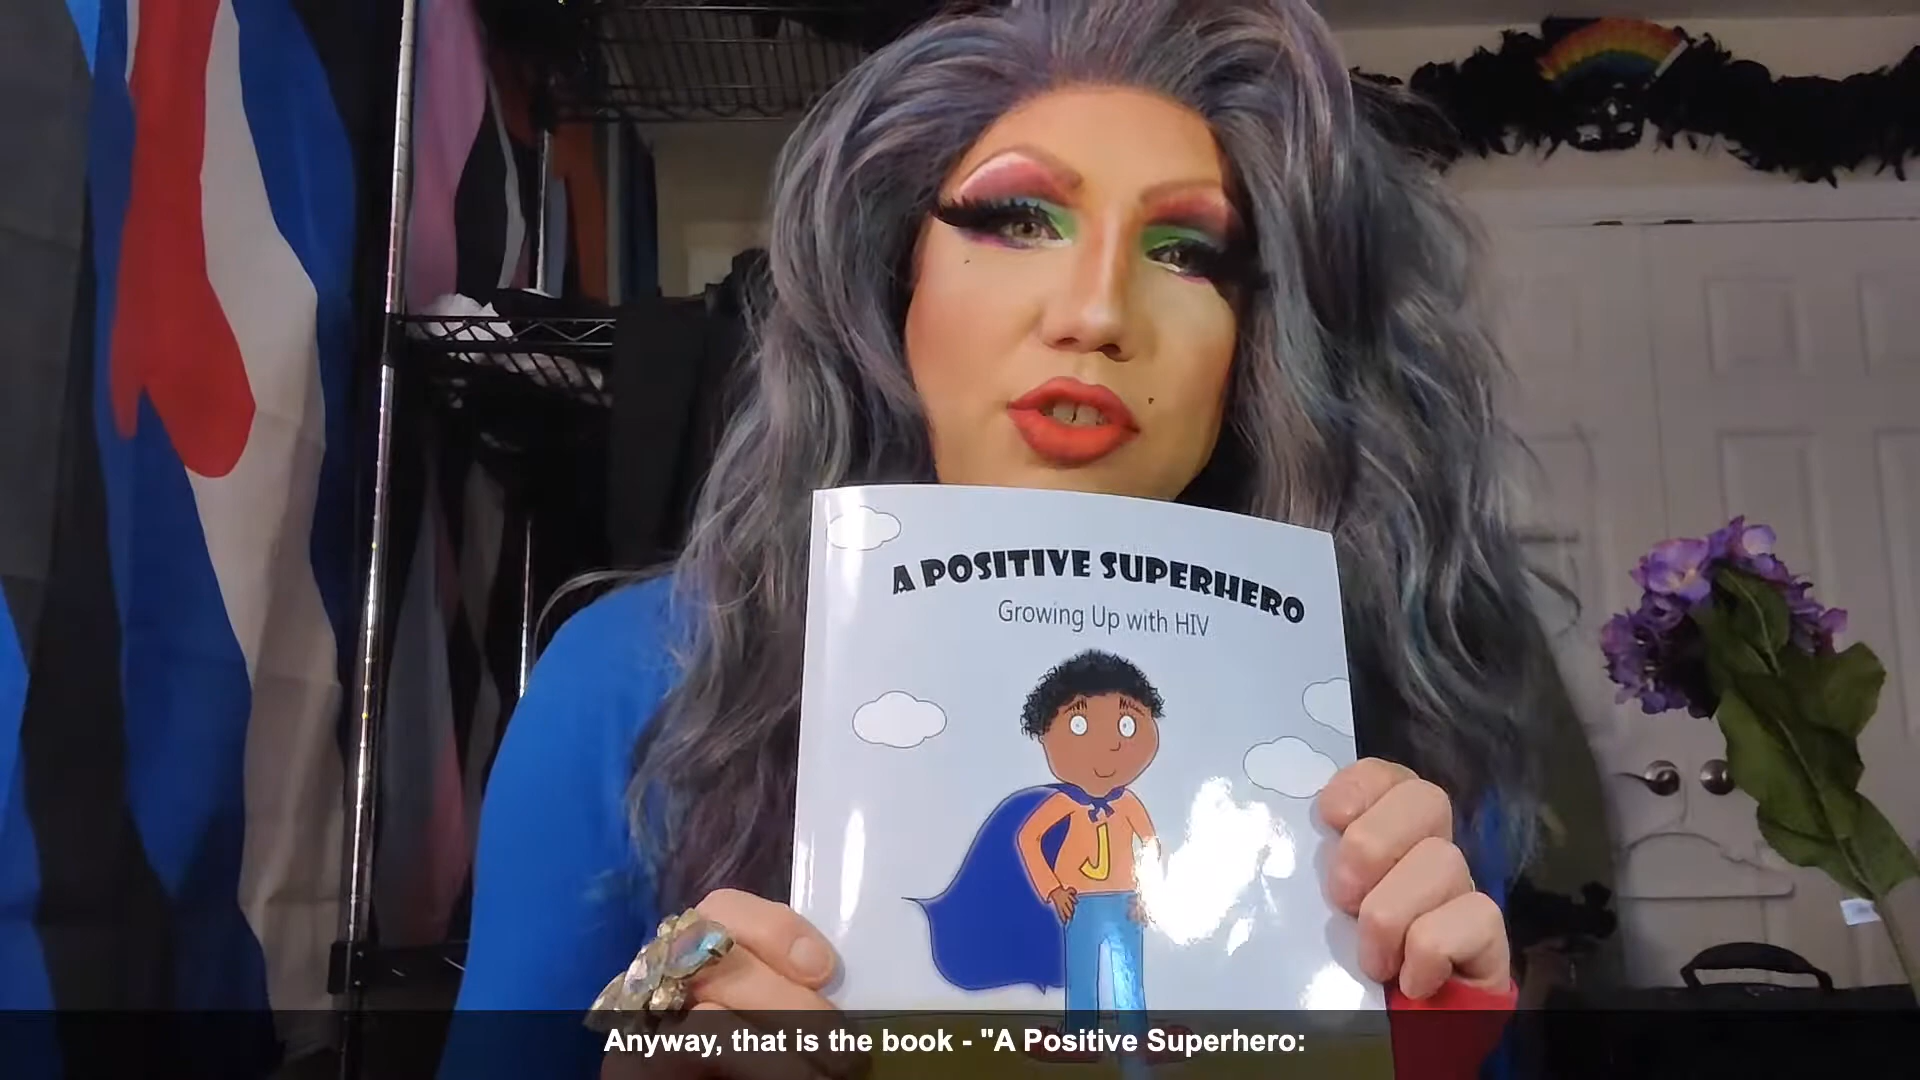 A POSITIVE SUPERHERO
Growing Up with HIV
J
Anyway, that is the book - "A Positive Superhero: